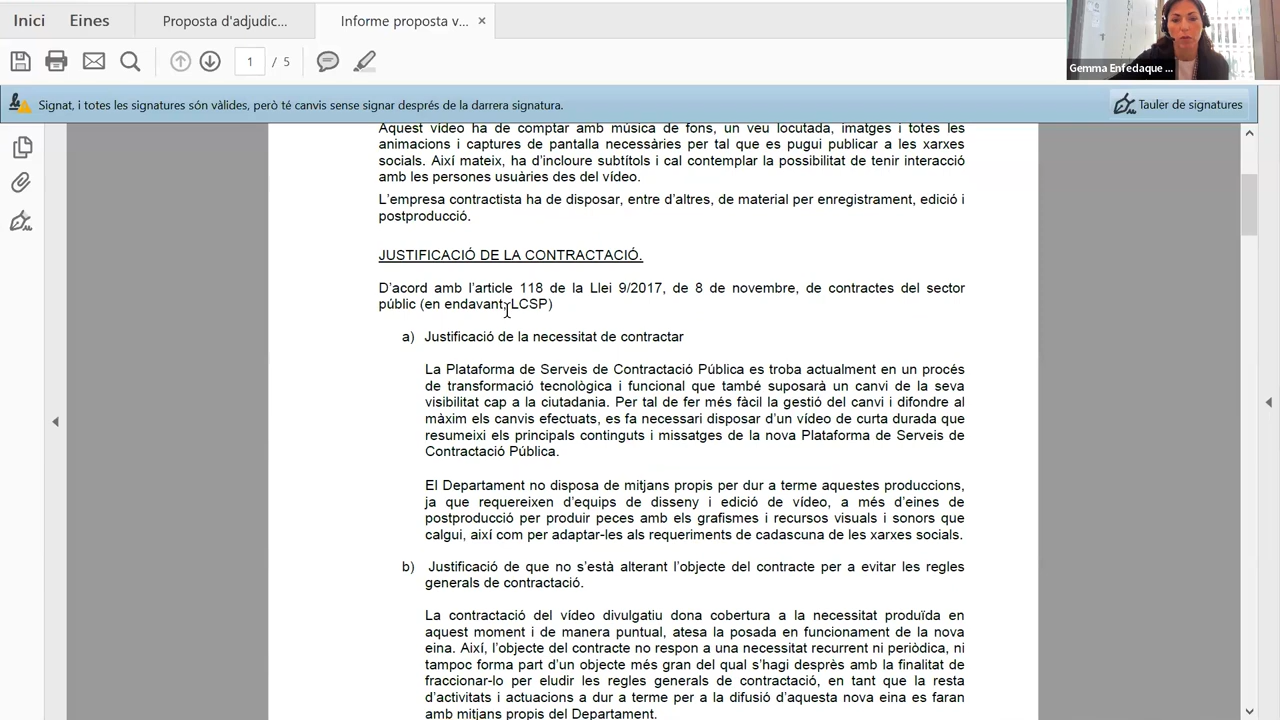 Inici Eines Proposta d'adjudic... Informe proposta v... ×
1 / 5
Gemma Enfedaque ...
Signat, i totes les signatures són vàlides, però té canvis sense signar després de la darrera signatura. Tauler de signatures
Aquest vídeo ha de comptar amb música de fons, un veu locutada, imatges i totes les
animacions i captures de pantalla necessàries per tal que es pugui publicar a les xarxes
socials. Així mateix, ha d'incloure subtítols i cal contemplar la possibilitat de tenir interacció
amb les persones usuàries des del vídeo.
L'empresa contractista ha de disposar, entre d'altres, de material per enregistrament, edició i
postproducció.
JUSTIFICACIÓ DE LA CONTRACTACIÓ.
D'acord amb l'article 118 de la Llei 9/2017, de 8 de novembre, de contractes del sector
públic (en endavant, LCSP)
a) Justificació de la necessitat de contractar
La Plataforma de Serveis de Contractació Pública es troba actualment en un procés
de transformació tecnològica i funcional que també suposarà un canvi de la seva
visibilitat cap a la ciutadania. Per tal de fer més fàcil la gestió del canvi i difondre al
màxim els canvis efectuats, es fa necessari disposar d'un vídeo de curta durada que
resumeixi els principals continguts i missatges de la nova Plataforma de Serveis de
Contractació Pública.
El Departament no disposa de mitjans propis per dur a terme aquestes produccions,
ja que requereixen d'equips de disseny i edició de vídeo, a més d'eines de
postproducció per produir peces amb els grafismes i recursos visuals i sonors que
calgui, així com per adaptar-les als requeriments de cadascuna de les xarxes socials.
b) Justificació de que no s'està alterant l'objecte del contracte per a evitar les regles
generals de contractació.
La contractació del vídeo divulgatiu dona cobertura a la necessitat produïda en
aquest moment i de manera puntual, atesa la posada en funcionament de la nova
eina. Així, l'objecte del contracte no respon a una necessitat recurrent ni periòdica, ni
tampoc forma part d'un objecte més gran del qual s'hagi desprès amb la finalitat de
fraccionar-lo per eludir les regles generals de contractació, en tant que la resta
d'activitats i actuacions a dur a terme per a la difusió d'aquesta nova eina es faran
amb mitjans propis del Departament.